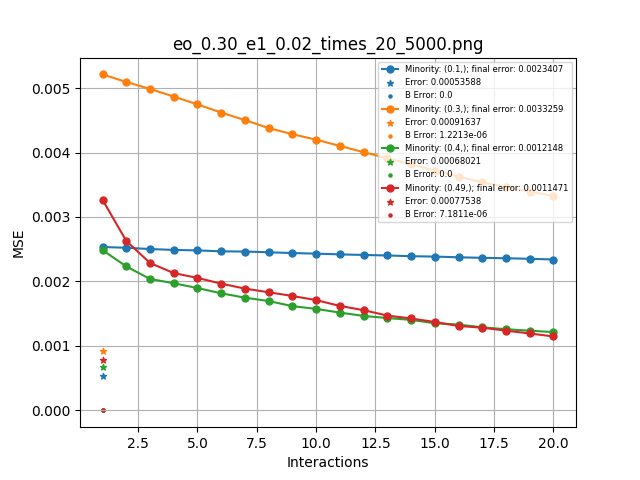 eo_0.30_e1_0.02_times_20_5000.png
Minority: (0.1,); final error: 0.0023407
Error: 0.00053588
B Error: 0.0
Minority: (0.3,); final error: 0.0033259
Error: 0.00091637
B Error: 1.2213e-06
Minority: (0.4,); final error: 0.0012148
Error: 0.00068021
B Error: 0.0
Minority: (0.49,); final error: 0.0011471
Error: 0.00077538
B Error: 7.1811e-06
MSE
0.005
0.004
0.003
0.002
0.001
0.000
2.5 5.0 7.5 10.0 12.5 15.0 17.5 20.0
Interactions